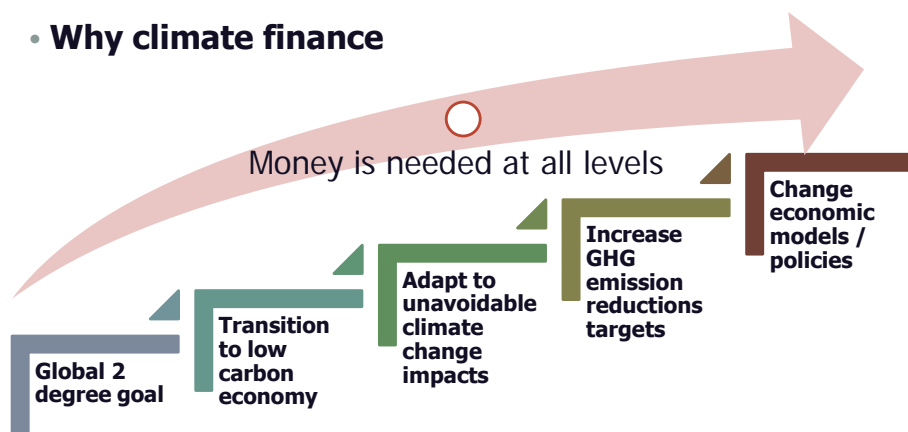 • Why climate finance
Money is needed at all levels
Global 2
degree goal
Transition
to low
carbon
economy
Adapt to
unavoidable
climate
change
impacts
Increase
GHG
emission
reductions
targets
Change
economic
models /
policies